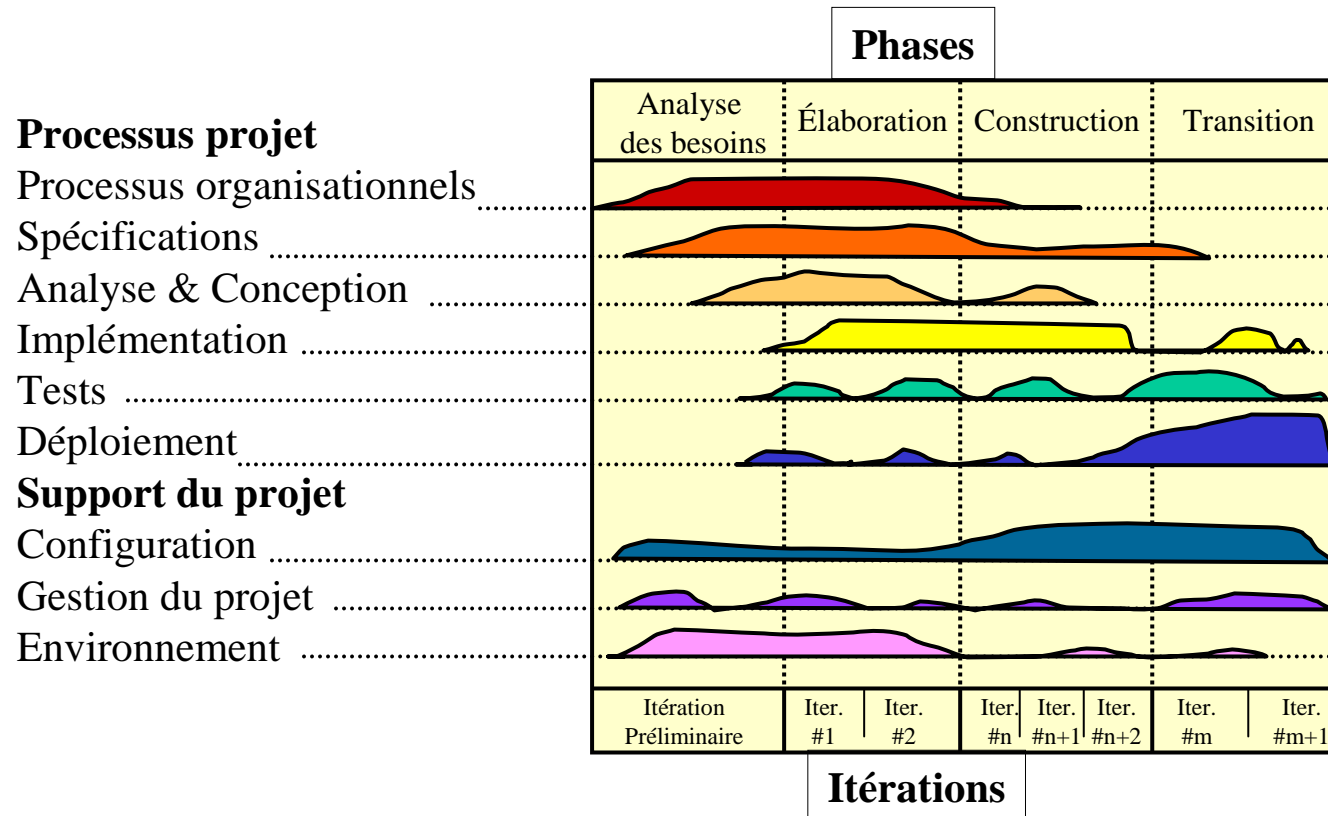 Phases
Analyse
des besoins
Élaboration
Construction
Transition
Processus projet
Processus organisationnels
Spécifications
Analyse & Conception
Implémentation
Tests
Déploiement
Support du projet
Configuration
Gestion du projet
Environnement
Itération
Préliminaire
Iter.
#1
Iter.
#2
Iter.
#n
Iter.
#n+1
Iter.
#n+2
Iter.
#m
Iter.
#m+1
Itérations